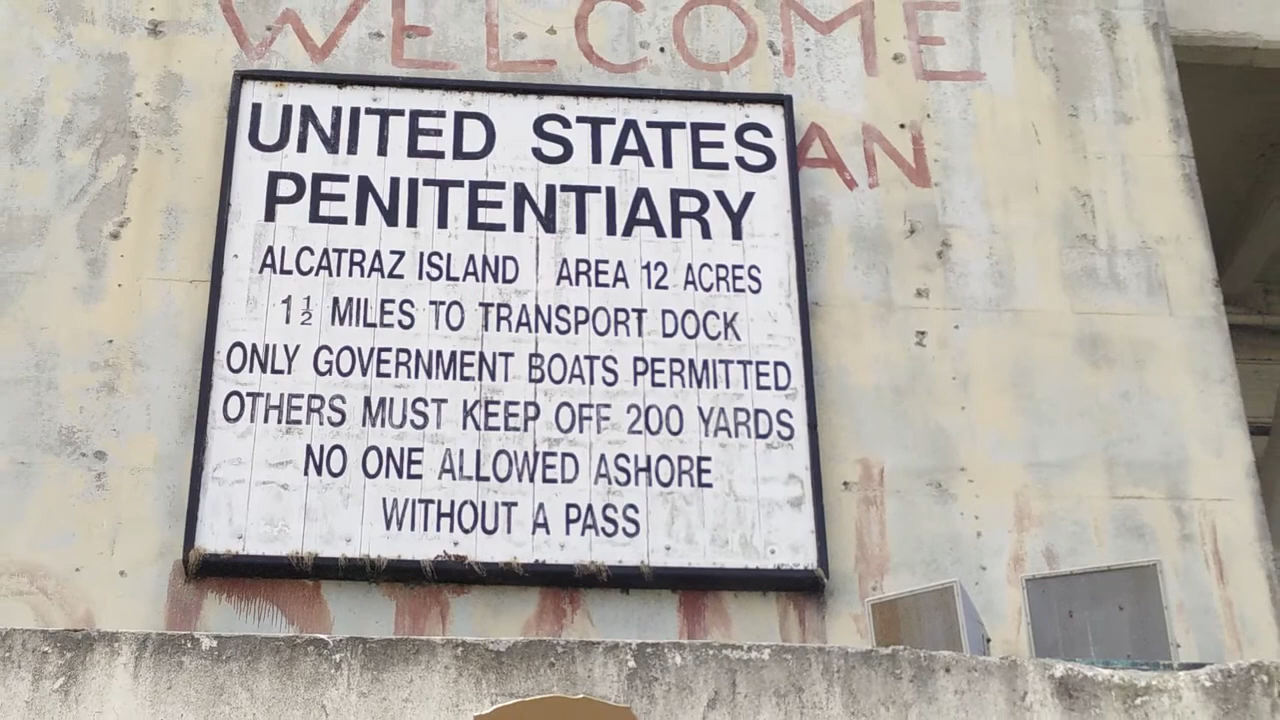 WELCOME
UNITED STATES
PENITENTIARY
ALCATRAZ ISLAND AREA 12 ACRES
1½ MILES TO TRANSPORT DOCK
ONLY GOVERNMENT BOATS PERMITTED
OTHERS MUST KEEP OFF 200 YARDS
NO ONE ALLOWED ASHORE
WITHOUT A PASS